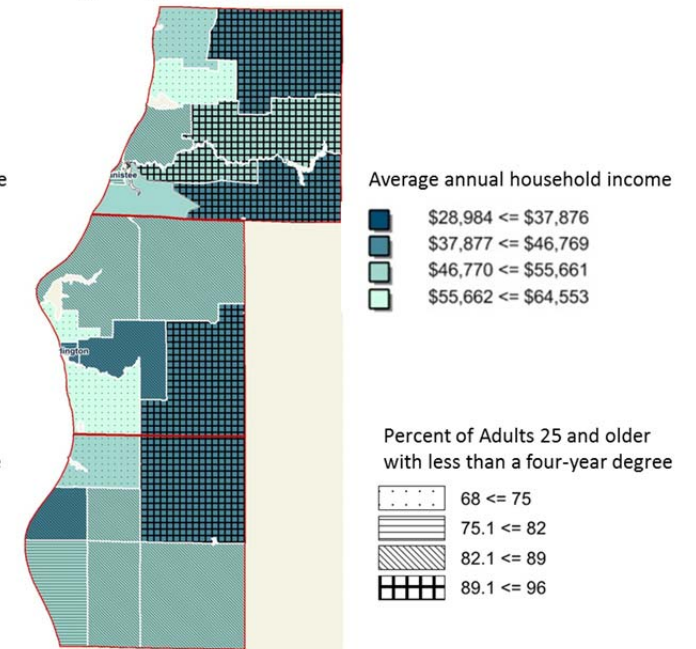 nistee
lington
Average annual household income
$28,984 <= $37,876
$37,877 <= $46,769
$46,770 <= $55,661
$55,662 <= $64,553
Percent of Adults 25 and older
with less than a four-year degree
68 <= 75
75.1 <= 82
82.1 <= 89
89.1 <= 96